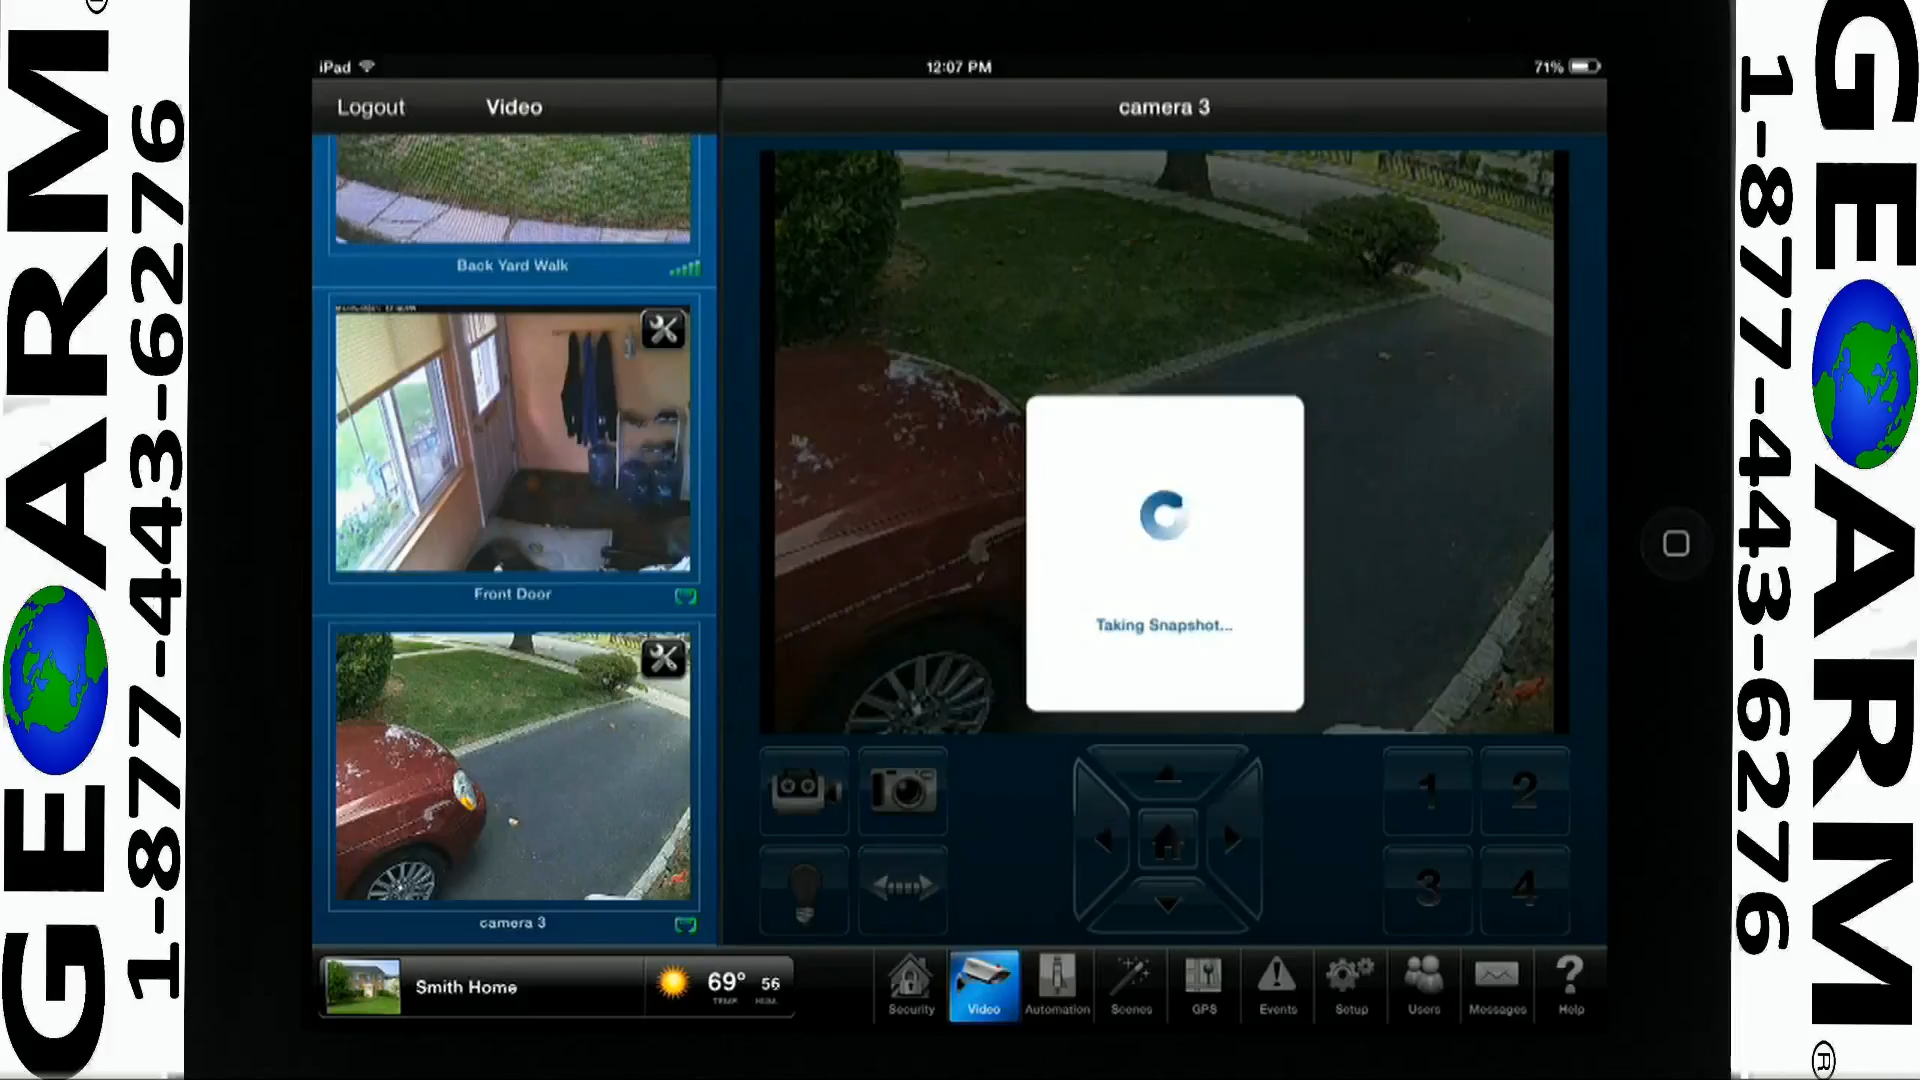 GEOARM®
1-877-443-6276
iPad
12:07 PM
71%
Logout
Video
camera 3
Back Yard Walk
Front Door
camera 3
Taking Snapshot...
1
2
3
4
Smith Home
69°
TEMP.
56
HUM.
Security
Video
Automation
Scenes
GPS
Events
Setup
Users
Messages
Help
1-877-443-6276
GEOARM®